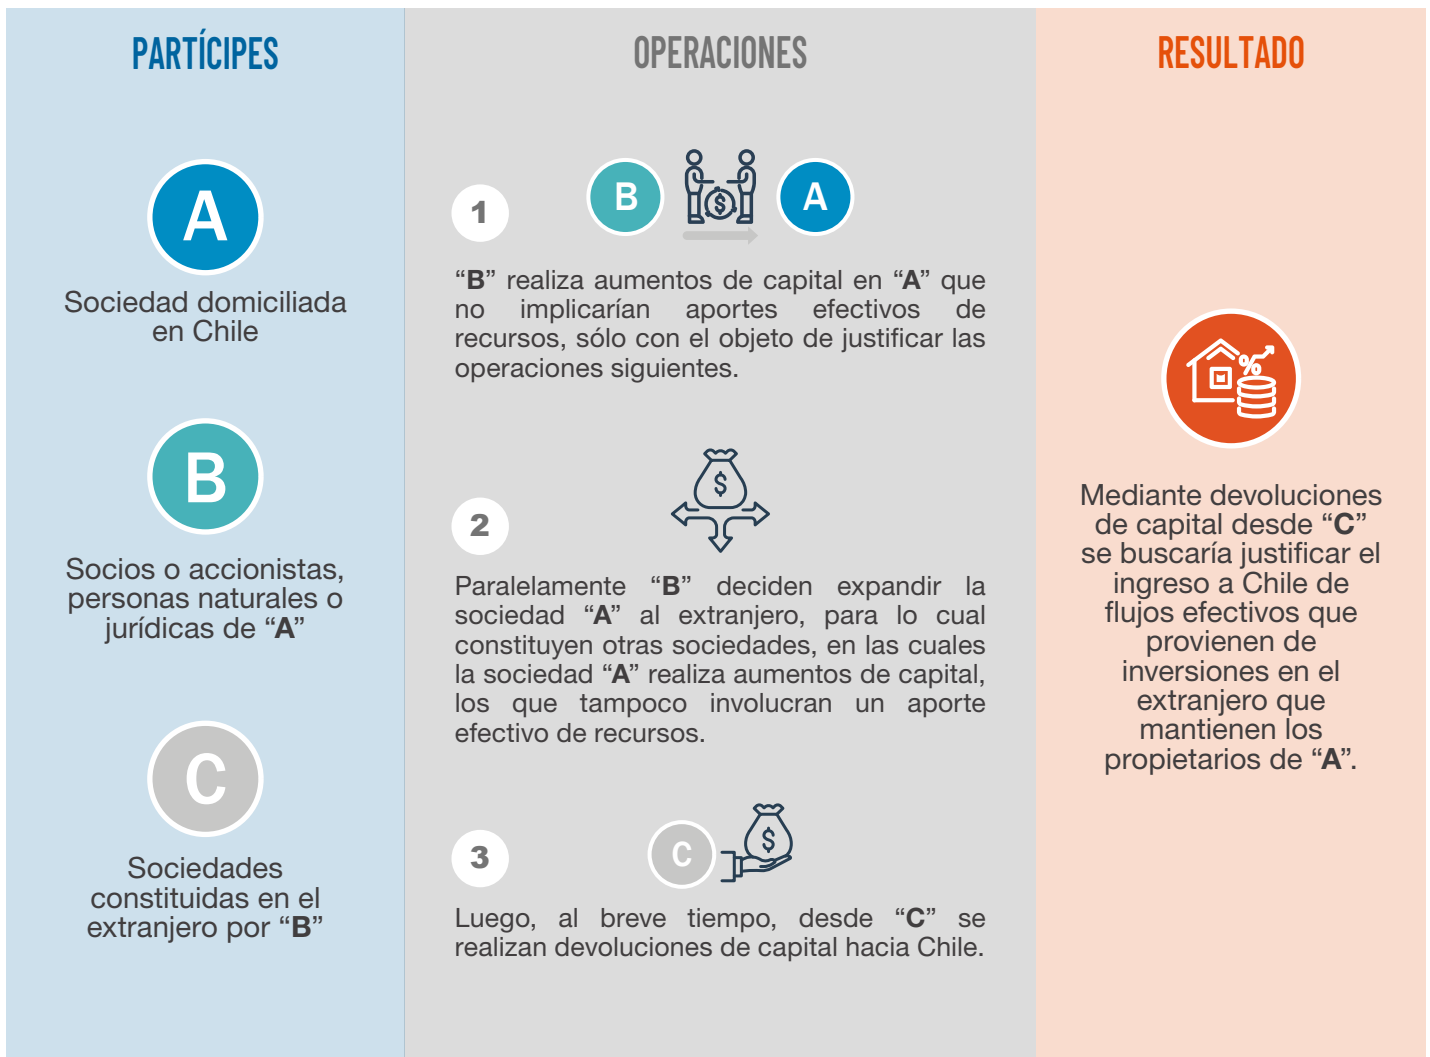 PARTÍCIPES
A
Sociedad domiciliada
en Chile
B
Socios o accionistas,
personas naturales o
jurídicas de “A”
C
Sociedades
constituidas en el
extranjero por “B”
OPERACIONES
1
B
$
A
“B” realiza aumentos de capital en “A” que
no implicarían aportes efectivos de
recursos, sólo con el objeto de justificar las
operaciones siguientes.
$
2
Paralelamente “B” deciden expandir la
sociedad “A” al extranjero, para lo cual
constituyen otras sociedades, en las cuales
la sociedad “A” realiza aumentos de capital,
los que tampoco involucran un aporte
efectivo de recursos.
3
C
$
Luego, al breve tiempo, desde “C” se
realizan devoluciones de capital hacia Chile.
RESULTADO
%
Mediante devoluciones
de capital desde “C”
se buscaría justificar el
ingreso a Chile de
flujos efectivos que
provienen de
inversiones en el
extranjero que
mantienen los
propietarios de “A”.